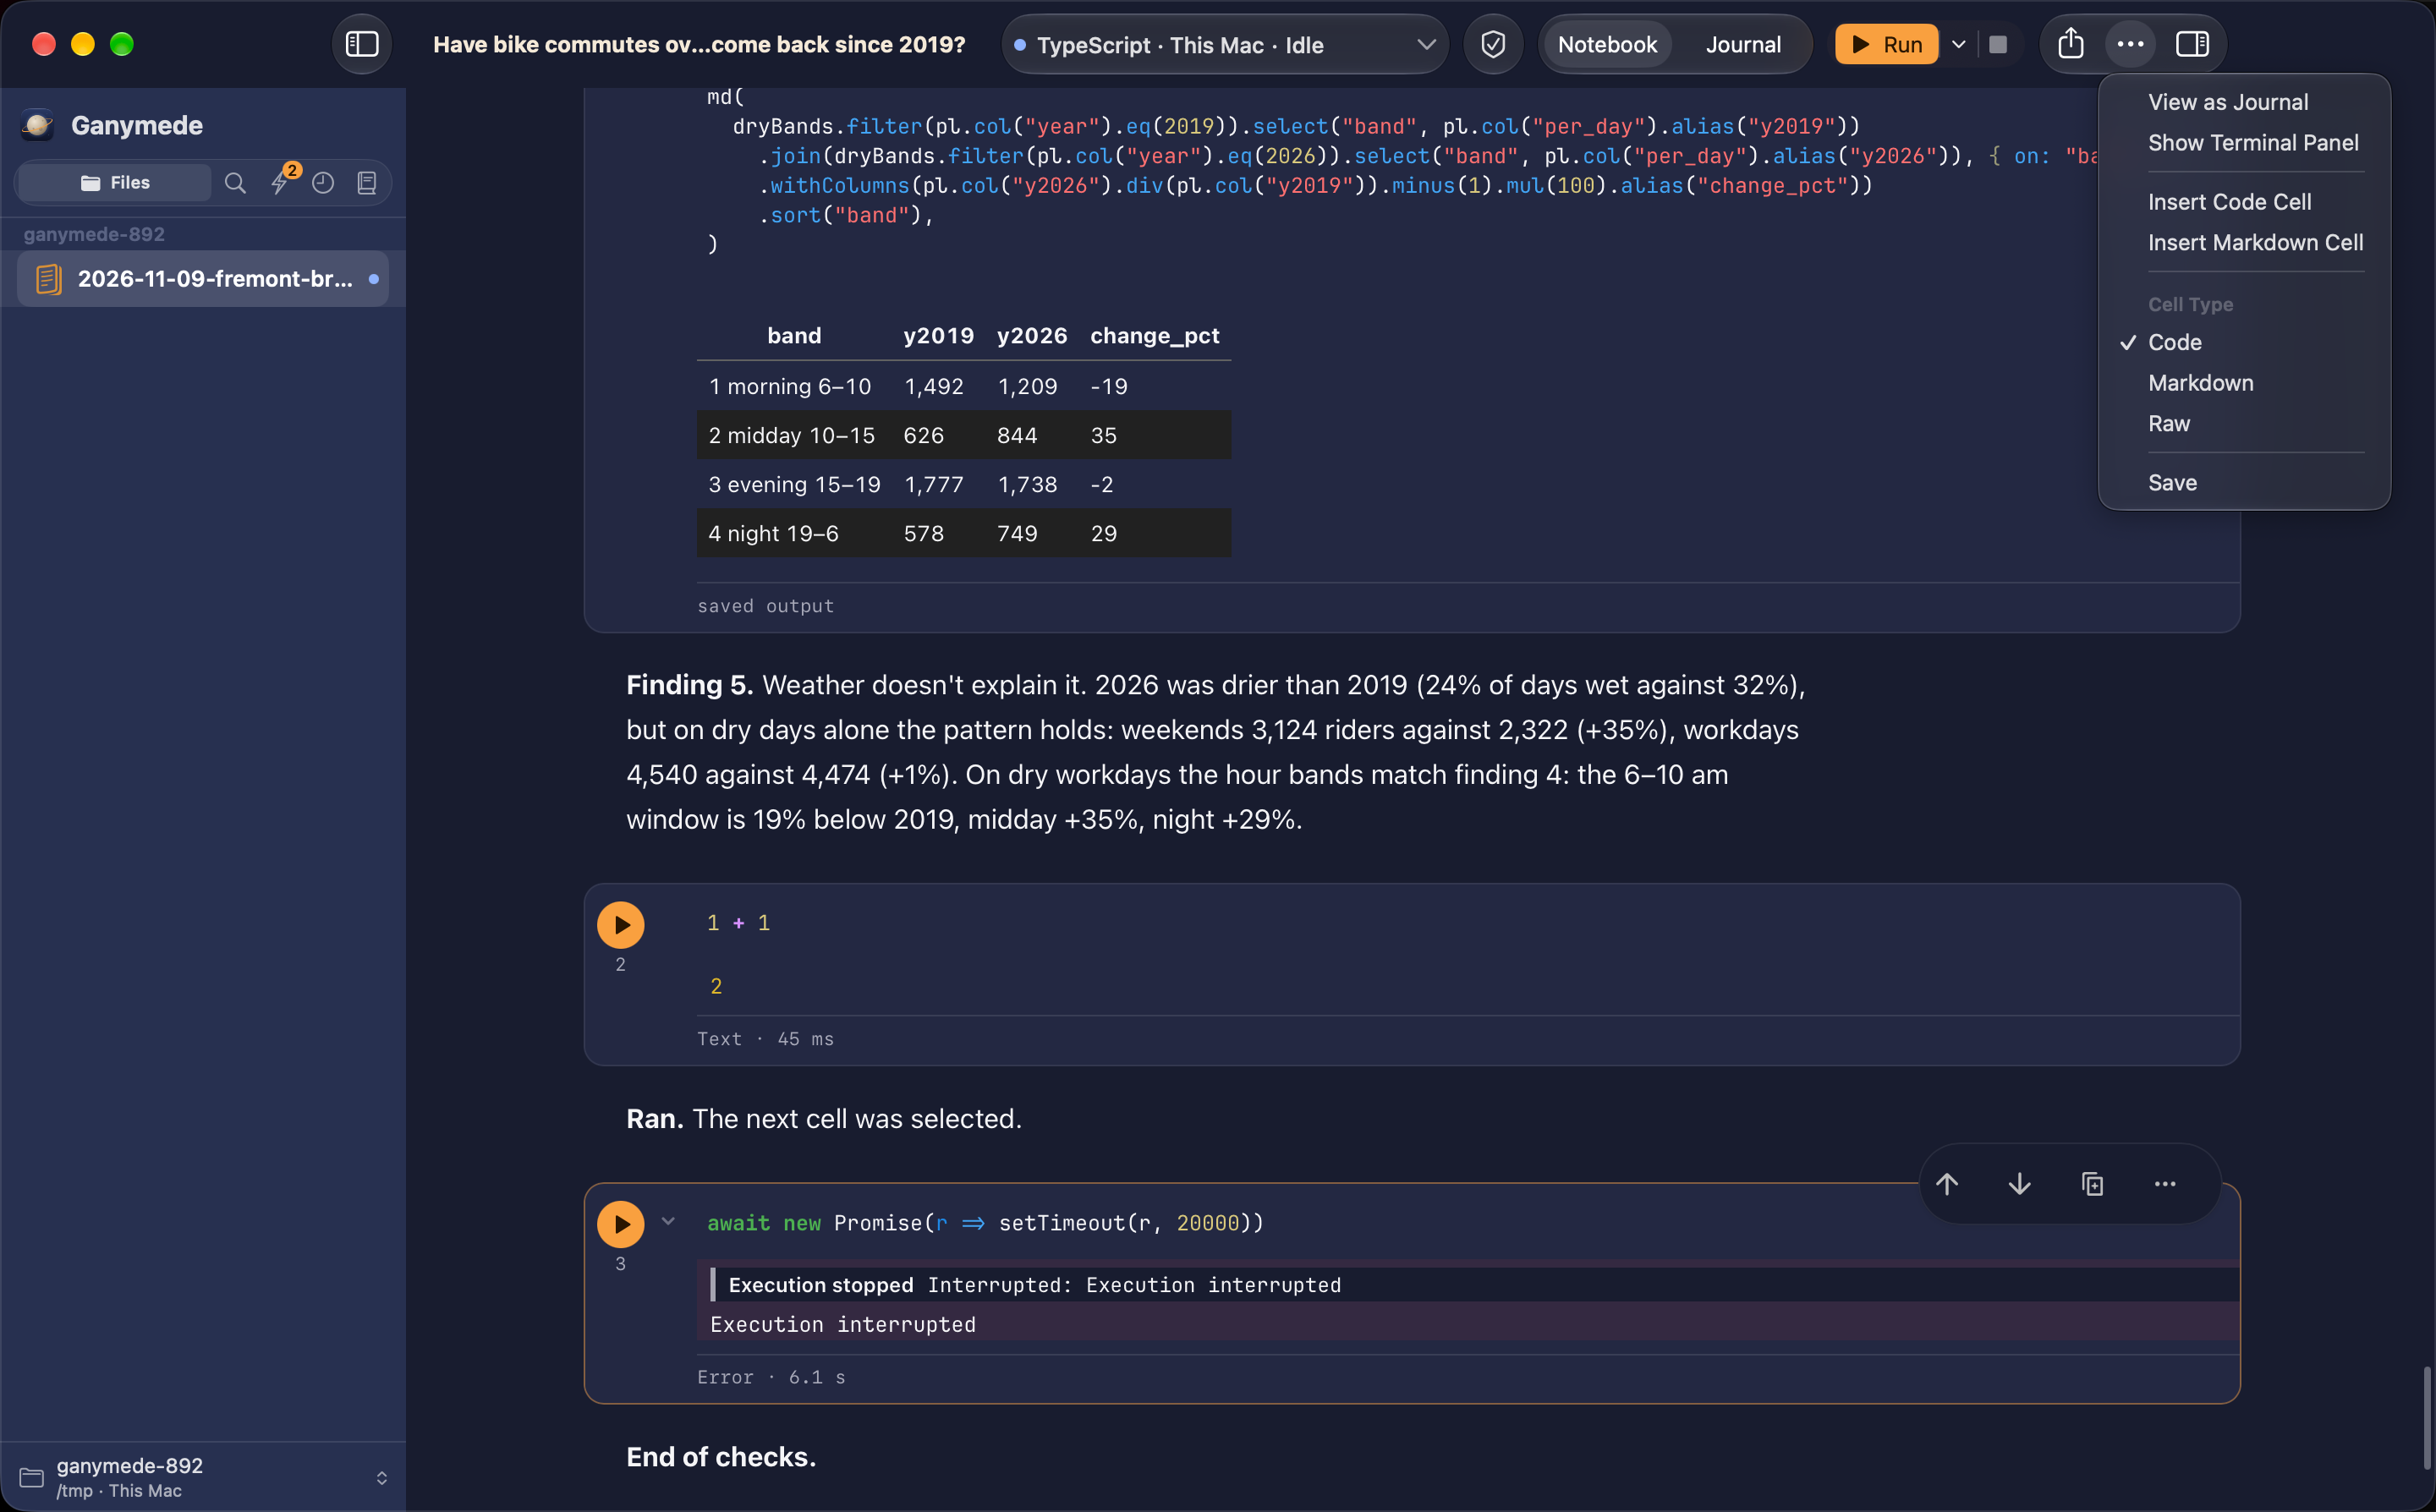 Have bike commutes ov...come back since 2019?
TypeScript · This Mac · Idle
Notebook
Journal
Run
Ganymede
Files
2
ganymede-892
2026-11-09-fremont-br...
md(
dryBands.filter(pl.col("year").eq(2019)).select("band", pl.col("per_day").alias("y2019"))
.join(dryBands.filter(pl.col("year").eq(2026)).select("band", pl.col("per_day").alias("y2026")), { on: "ba
.withColumns(pl.col("y2026").div(pl.col("y2019")).minus(1).mul(100).alias("change_pct"))
.sort("band"),
)
band y2019 y2026 change_pct
1 morning 6–10 1,492 1,209 -19
2 midday 10–15 626 844 35
3 evening 15–19 1,777 1,738 -2
4 night 19–6 578 749 29
saved output
Finding 5. Weather doesn't explain it. 2026 was drier than 2019 (24% of days wet against 32%),
but on dry days alone the pattern holds: weekends 3,124 riders against 2,322 (+35%), workdays
4,540 against 4,474 (+1%). On dry workdays the hour bands match finding 4: the 6–10 am
window is 19% below 2019, midday +35%, night +29%.
1 + 1
2
2
Text · 45 ms
Ran. The next cell was selected.
await new Promise(r => setTimeout(r, 20000))
3
Execution stopped Interrupted: Execution interrupted
Execution interrupted
Error · 6.1 s
End of checks.
View as Journal
Show Terminal Panel
Insert Code Cell
Insert Markdown Cell
Cell Type
Code
Markdown
Raw
Save
ganymede-892
/tmp · This Mac